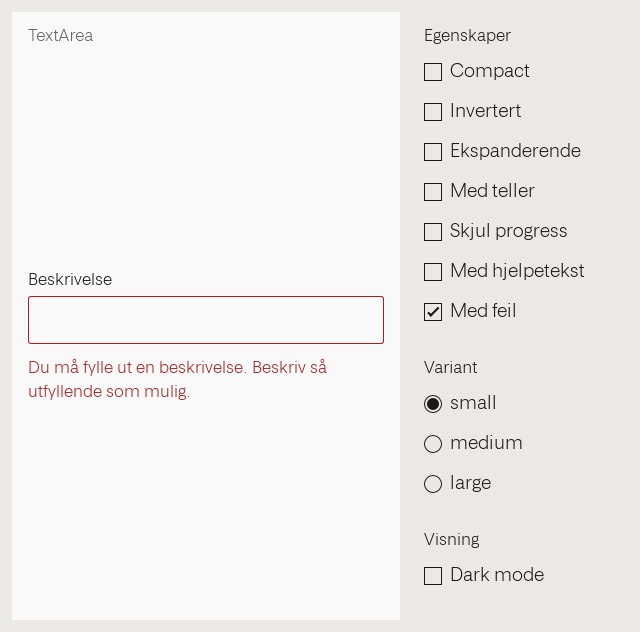 TextArea
Beskrivelse
Du må fylle ut en beskrivelse. Beskriv så
utfyllende som mulig.
Egenskaper
Compact
Invertert
Ekspanderende
Med teller
Skjul progress
Med hjelpetekst
Med feil
Variant
small
medium
large
Visning
Dark mode